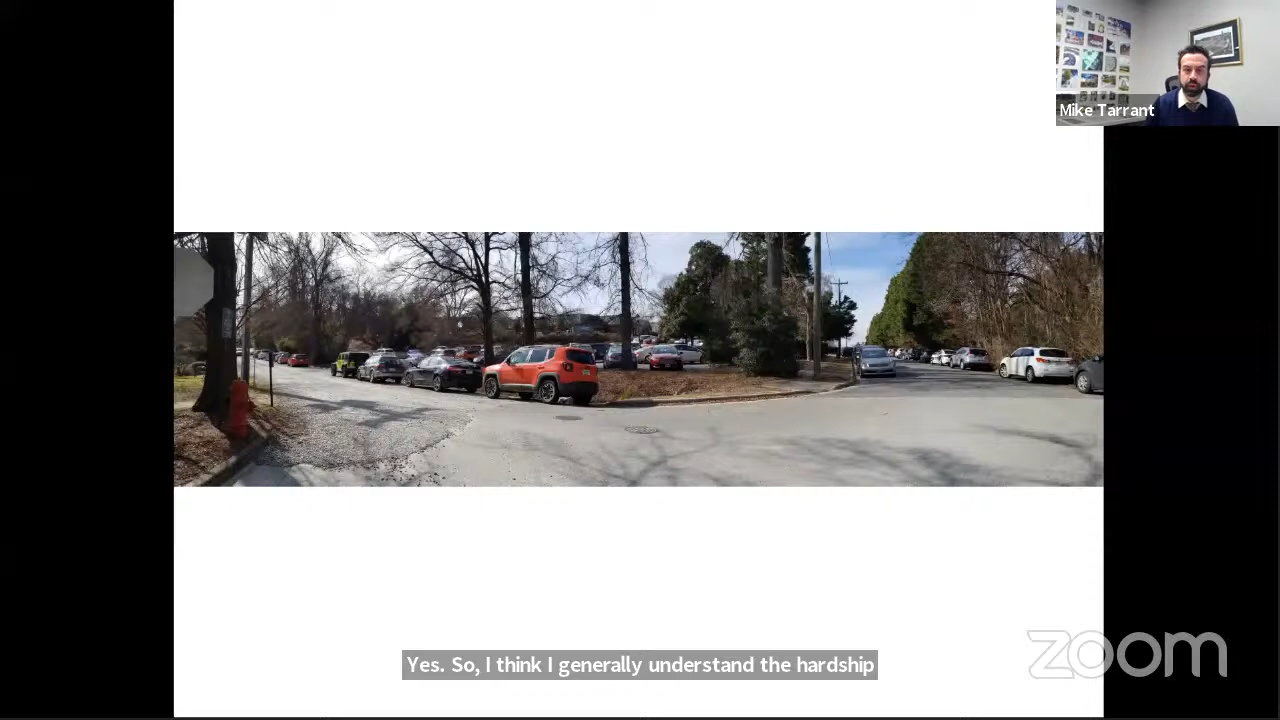 Mike Tarrant
Yes. So, I think I generally understand the hardship
zoom